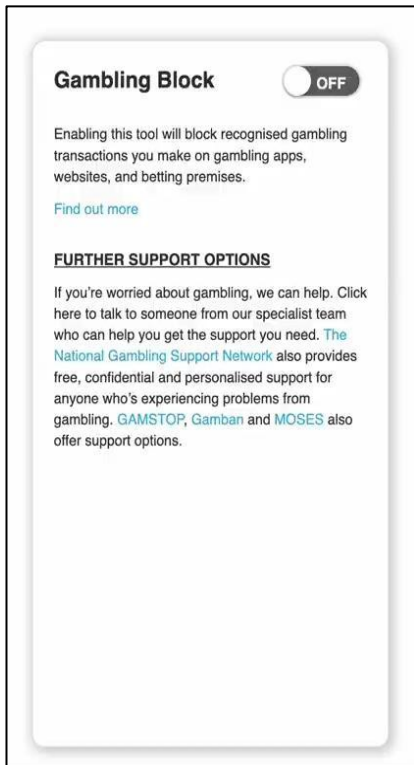 Gambling Block
OFF
Enabling this tool will block recognised gambling
transactions you make on gambling apps,
websites, and betting premises.
Find out more
FURTHER SUPPORT OPTIONS
If you're worried about gambling, we can help. Click
here to talk to someone from our specialist team
who can help you get the support you need. The
National Gambling Support Network also provides
free, confidential and personalised support for
anyone who's experiencing problems from
gambling. GAMSTOP, Gamban and MOSES also
offer support options.